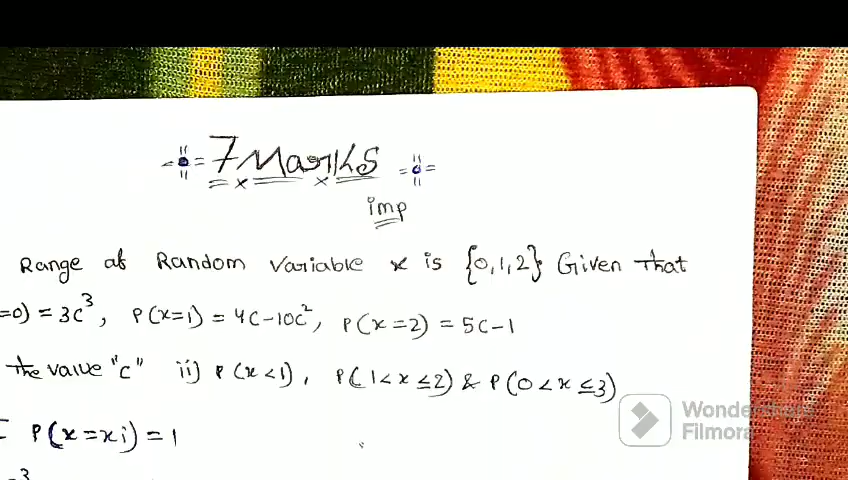 7 Marks
imp
Range of Random Variable x is {0,1,2} Given that
=0) = 3C³, P(x=1) = 4C-10C², P(x=2) = 5C-1
the value "C" ii) P(x<1), P(1<x≤2) & P(0<x≤3)
P(x=xi) = 1
Wondershare
Filmora